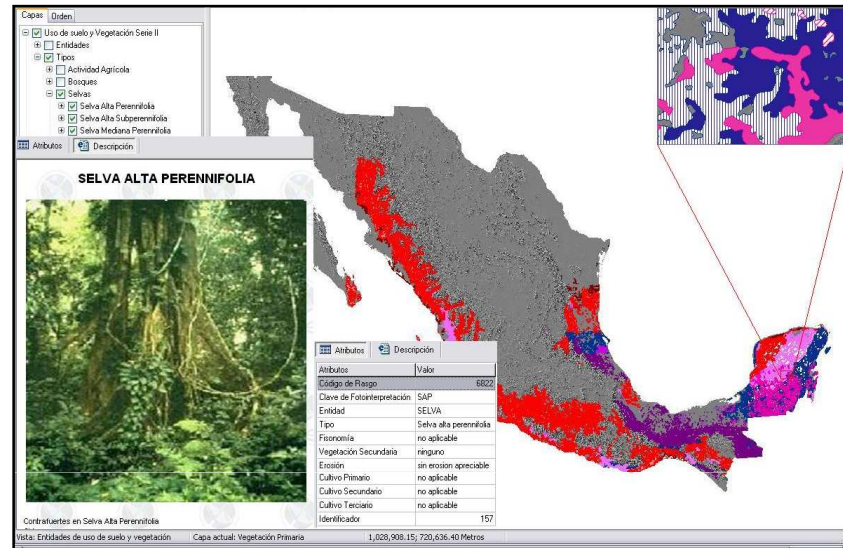 Capas Orden
Uso de suelo y Vegetación Serie II
Entidades
Tipos
Actividad Agrícola
Bosques
Selvas
Selva Alta Perennifolia
Selva Alta Subperennifolia
Selva Mediana Perennifolia
Atributos Descripción
SELVA ALTA PERENNIFOLIA
Contrafuertes en Selva Alta Perennifolia
Atributos Descripción
Atributos Valor
Código de Rasgo 6822
Clave de Fotointerpretación SAP
Entidad SELVA
Tipo Selva alta perennifolia
Fisonomía no aplicable
Vegetación Secundaria ninguno
Erosión sin erosion apreciable
Cultivo Primario no aplicable
Cultivo Secundario no aplicable
Cultivo Terciario no aplicable
Identificador 157
Vista: Entidades de uso de suelo y vegetación Capa actual: Vegetación Primaria 1,028,908.15; 720,636.40 Metros